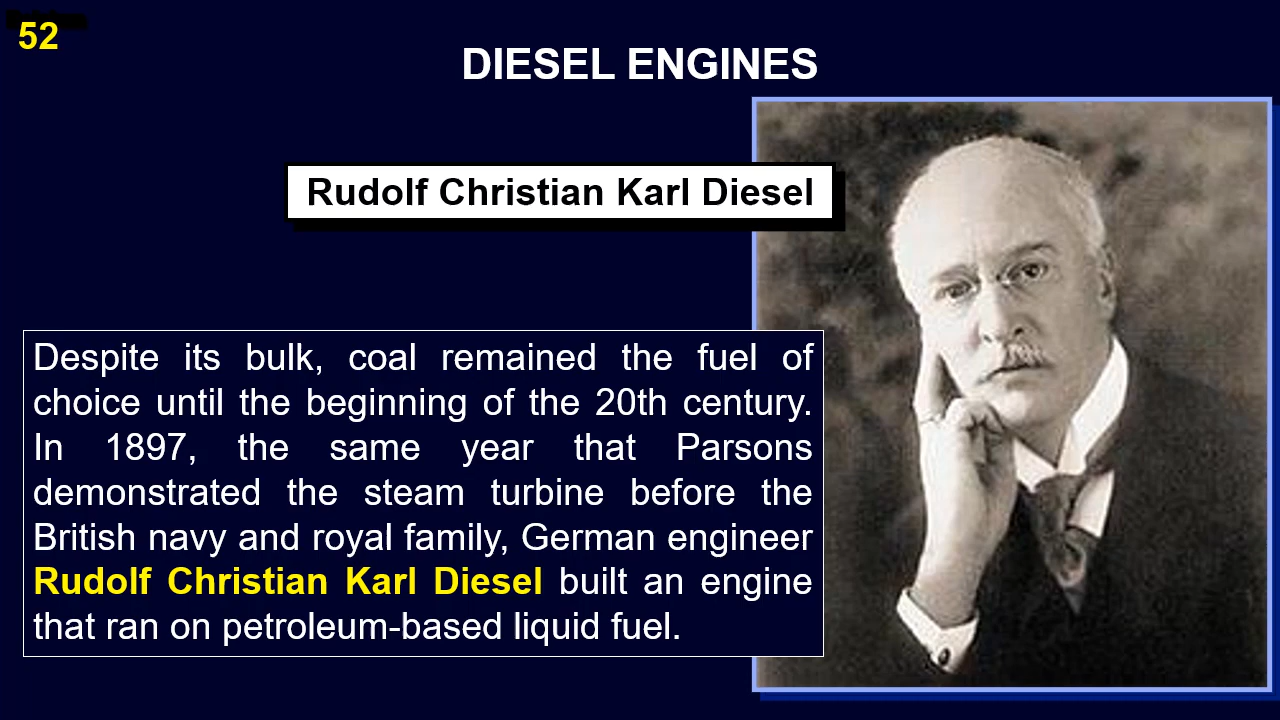 52
DIESEL ENGINES
Rudolf Christian Karl Diesel
Despite its bulk, coal remained the fuel of
choice until the beginning of the 20th century.
In 1897, the same year that Parsons
demonstrated the steam turbine before the
British navy and royal family, German engineer
Rudolf Christian Karl Diesel built an engine
that ran on petroleum-based liquid fuel.